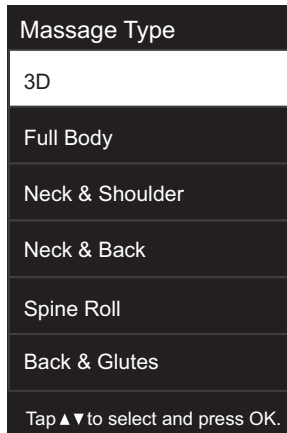 Massage Type
3D
Full Body
Neck & Shoulder
Neck & Back
Spine Roll
Back & Glutes
Tap▲▼to select and press OK.